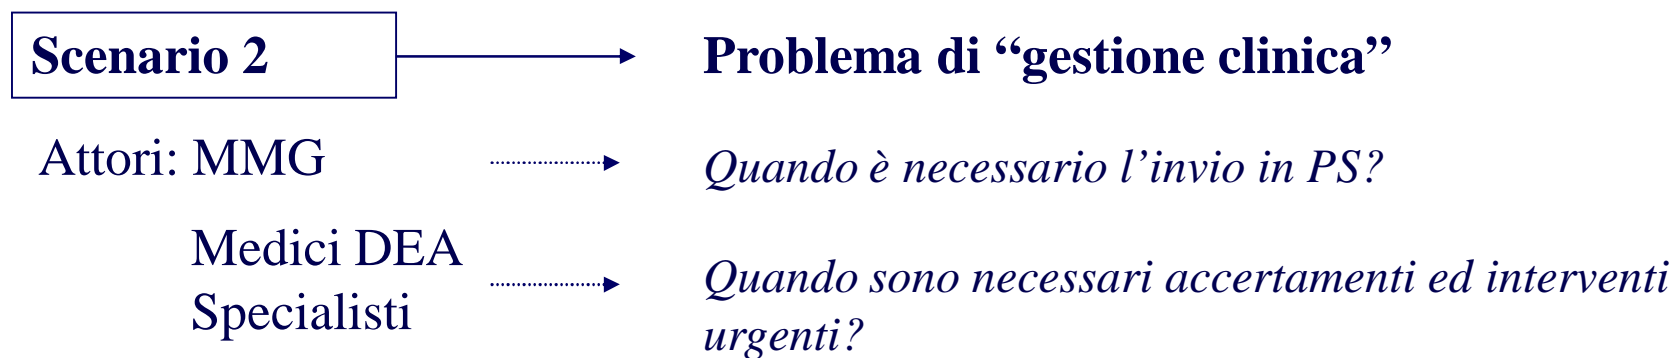 Scenario 2
Problema di “gestione clinica”
Attori: MMG
Quando è necessario l’invio in PS?
Medici DEA
Specialisti
Quando sono necessari accertamenti ed interventi
urgenti?